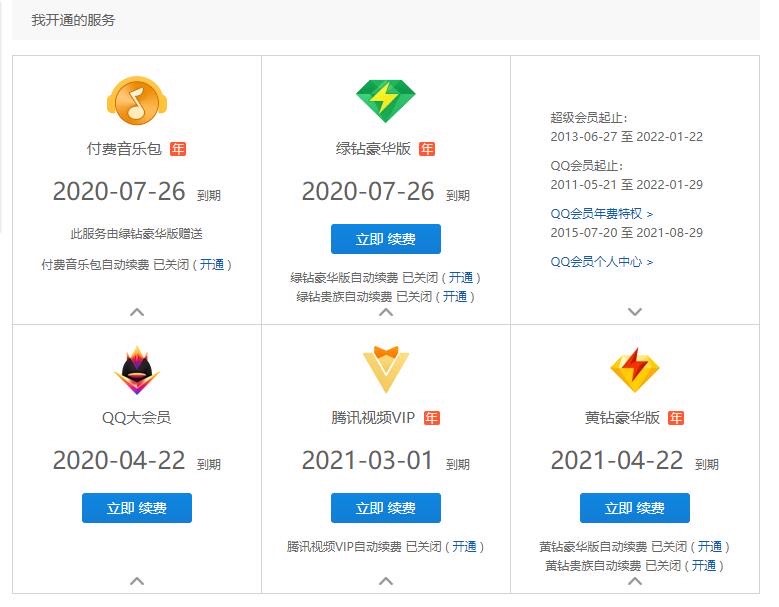 我开通的服务
付费音乐包 年
2020-07-26 到期
此服务由绿钻豪华版赠送
付费音乐包自动续费 已关闭 ( 开通 )
绿钻豪华版 年
2020-07-26 到期
立即 续费
绿钻豪华版自动续费 已关闭 ( 开通 )
绿钻贵族自动续费 已关闭 ( 开通 )
超级会员起止:
2013-06-27 至 2022-01-22
QQ会员起止:
2011-05-21 至 2022-01-29
QQ会员年费特权 >
2015-07-20 至 2021-08-29
QQ会员个人中心 >
QQ大会员
2020-04-22 到期
立即 续费
腾讯视频VIP 年
2021-03-01 到期
立即 续费
腾讯视频VIP自动续费 已关闭 ( 开通 )
黄钻豪华版 年
2021-04-22 到期
立即 续费
黄钻豪华版自动续费 已关闭 ( 开通 )
黄钻贵族自动续费 已关闭 ( 开通 )